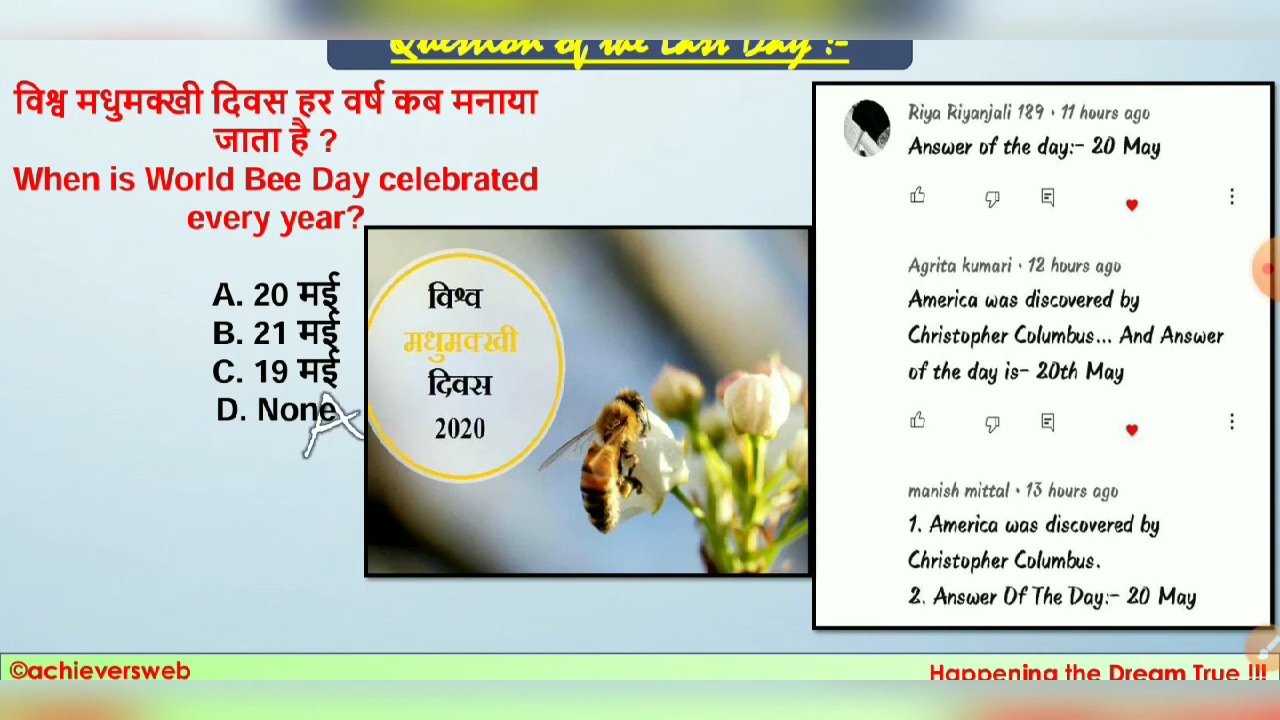 Question of the Last Day :-
विश्व मधुमक्खी दिवस हर वर्ष कब मनाया
जाता है ?
When is World Bee Day celebrated
every year?
A. 20 मई
B. 21 मई
C. 19 मई
D. None
A
विश्व
मधुमक्खी
दिवस
2020
Riya Riyanjali 189 • 11 hours ago
Answer of the day:- 20 May
Agrita kumari • 12 hours ago
America was discovered by
Christopher Columbus... And Answer
of the day is- 20th May
manish mittal • 13 hours ago
1. America was discovered by
Christopher Columbus.
2. Answer Of The Day:- 20 May
©achieversweb
Happening the Dream True !!!